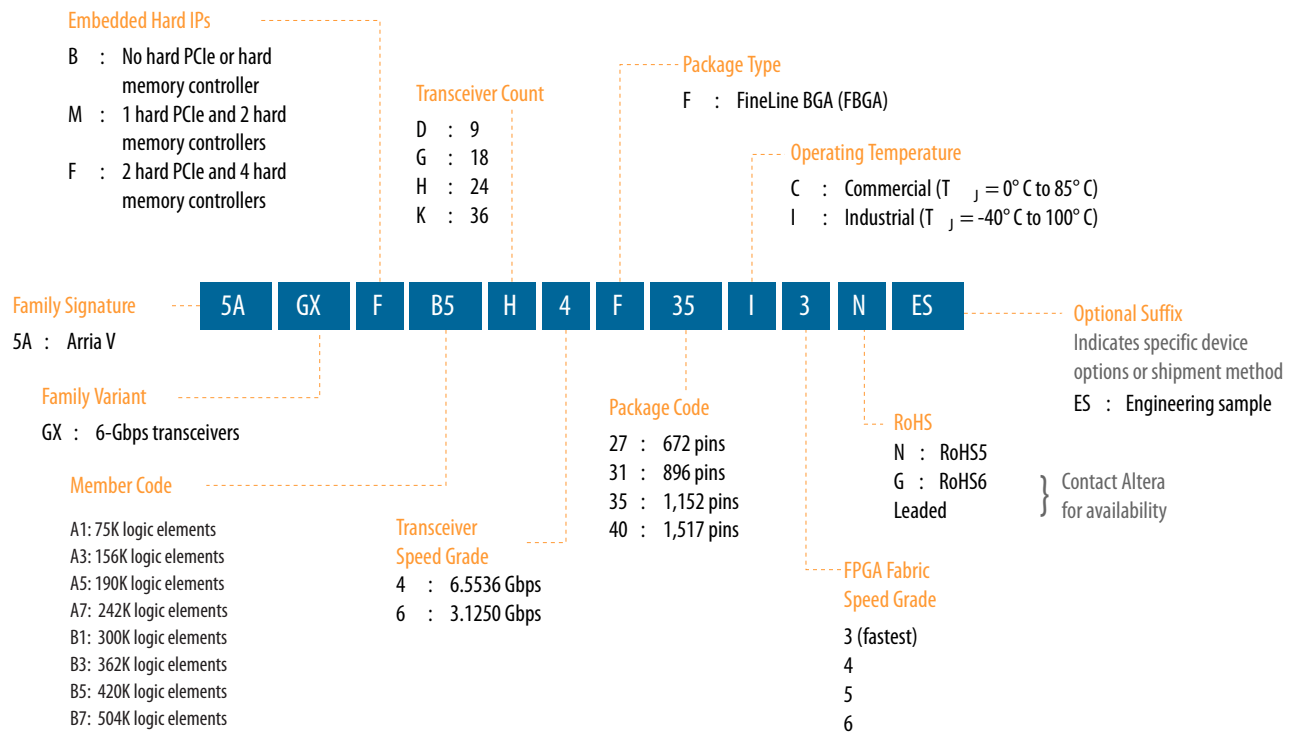 Embedded Hard IPs
B : No hard PCIe or hard
memory controller
M : 1 hard PCIe and 2 hard
memory controllers
F : 2 hard PCIe and 4 hard
memory controllers
Transceiver Count
D : 9
G : 18
H : 24
K : 36
Package Type
F : FineLine BGA (FBGA)
Operating Temperature
C : Commercial (T J = 0° C to 85° C)
I : Industrial (T J = -40° C to 100° C)
Family Signature
5A : Arria V
5A GX F B5 H 4 F 35 I 3 N ES
Optional Suffix
Indicates specific device
options or shipment method
ES : Engineering sample
Family Variant
GX : 6-Gbps transceivers
Member Code
A1: 75K logic elements
A3: 156K logic elements
A5: 190K logic elements
A7: 242K logic elements
B1: 300K logic elements
B3: 362K logic elements
B5: 420K logic elements
B7: 504K logic elements
Transceiver
Speed Grade
4 : 6.5536 Gbps
6 : 3.1250 Gbps
Package Code
27 : 672 pins
31 : 896 pins
35 : 1,152 pins
40 : 1,517 pins
RoHS
N : RoHS5
G : RoHS6
Leaded
} Contact Altera
for availability
FPGA Fabric
Speed Grade
3 (fastest)
4
5
6